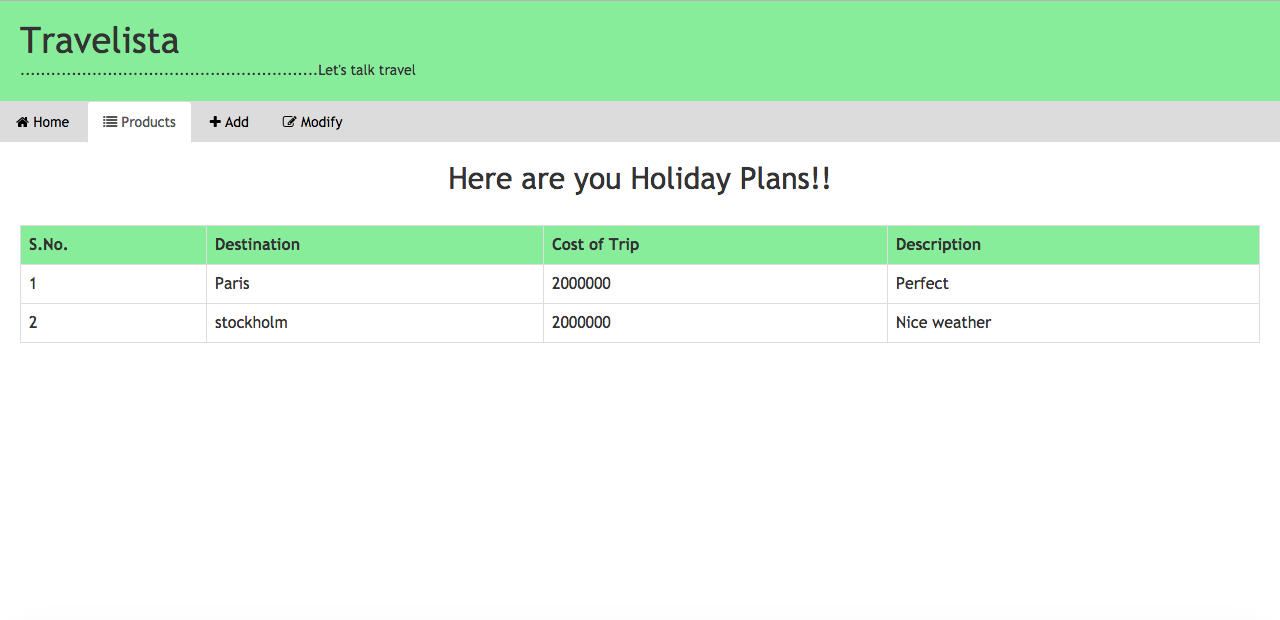 Travelista
..........................................................Let's talk travel
Home Products Add Modify
Here are you Holiday Plans!!
S.No. Destination Cost of Trip Description
1 Paris 2000000 Perfect
2 stockholm 2000000 Nice weather